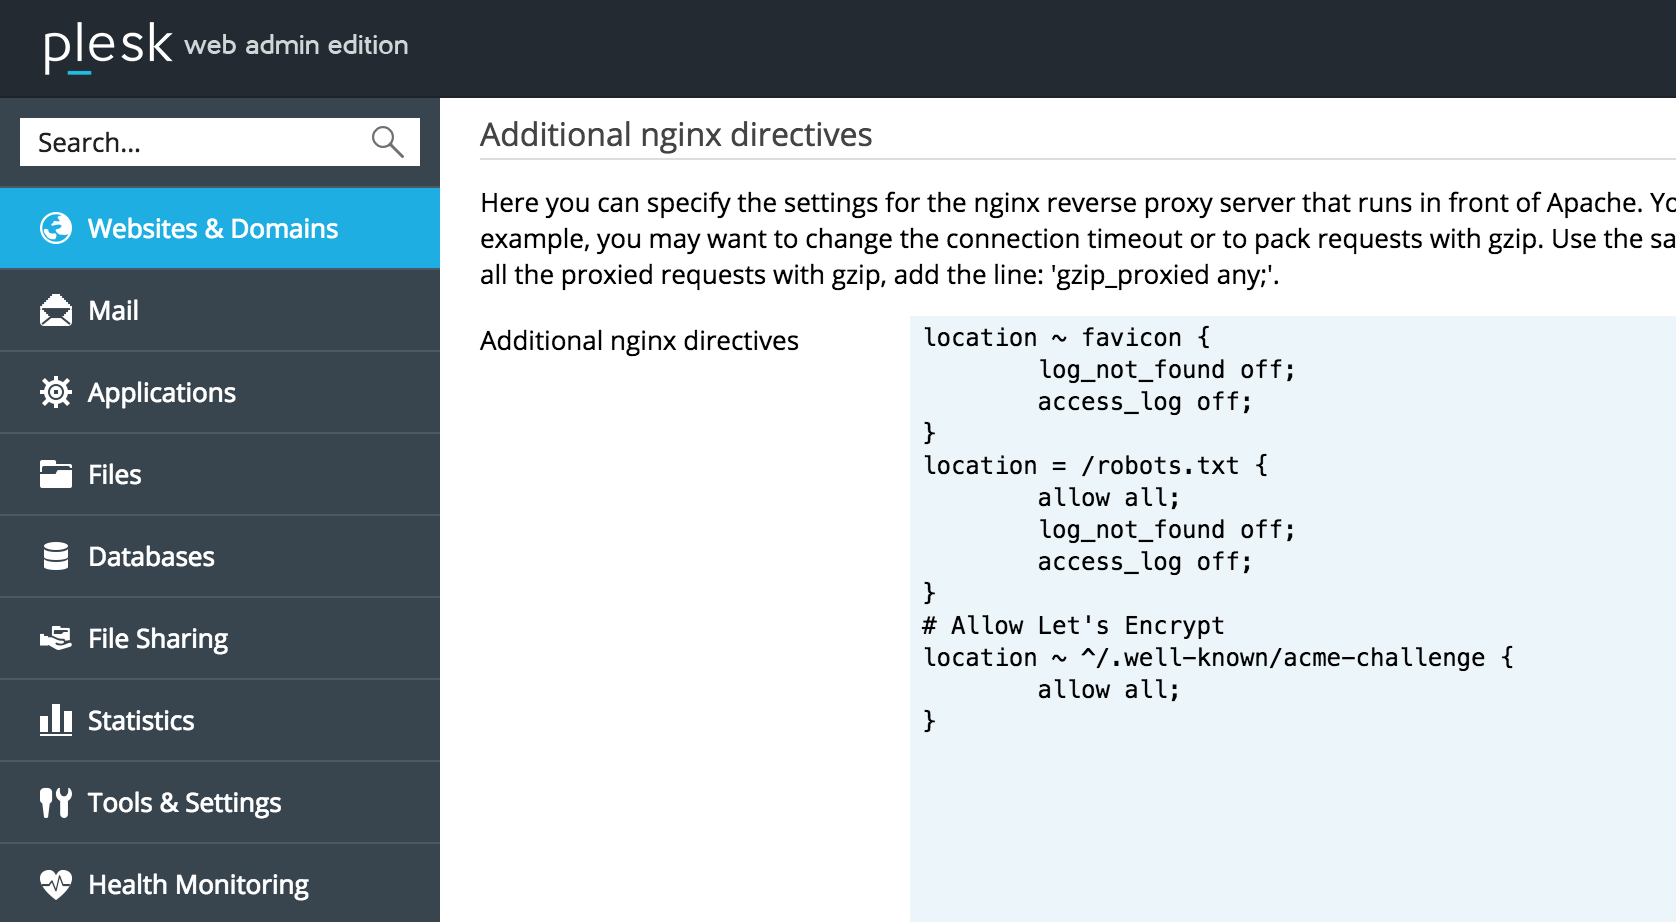 plesk web admin edition
Search...
Websites & Domains
Mail
Applications
Files
Databases
File Sharing
Statistics
Tools & Settings
Health Monitoring
Additional nginx directives
Here you can specify the settings for the nginx reverse proxy server that runs in front of Apache.
example, you may want to change the connection timeout or to pack requests with gzip. Use the
all the proxied requests with gzip, add the line: 'gzip_proxied any;'.
Additional nginx directives
location ~ favicon {
        log_not_found off;
        access_log off;
}
location = /robots.txt {
        allow all;
        log_not_found off;
        access_log off;
}
# Allow Let's Encrypt
location ~ ^/.well-known/acme-challenge {
        allow all;
}